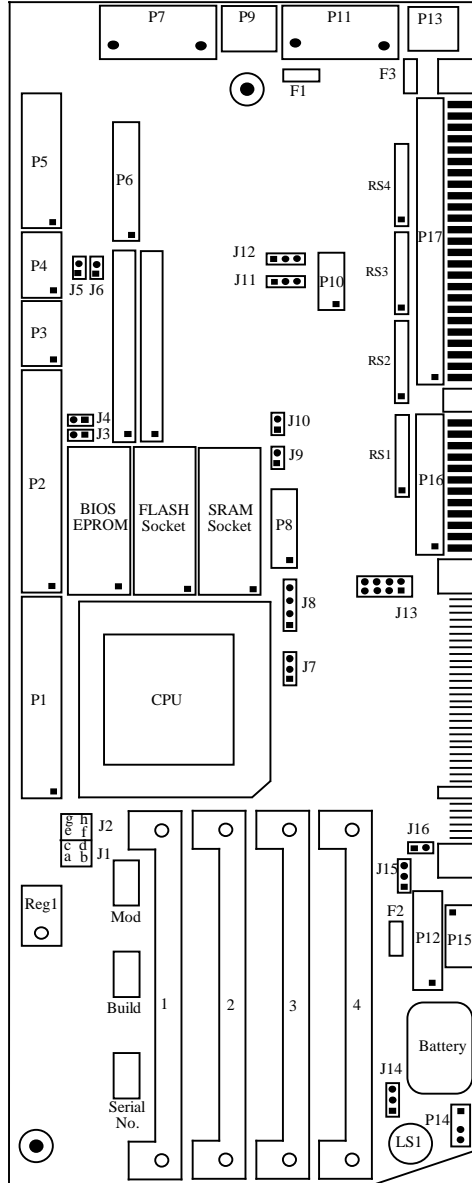 P7
P9
P11
P13
F1
F3
P5
P6
RS4
P17
P4
J5 J6
J12
J11
P10
RS3
P3
RS2
J4
J3
J10
J9
RS1
P2
BIOS
EPROM
FLASH
Socket
SRAM
Socket
P8
P16
J8
J13
P1
CPU
J7
g h
e f
J2
c d
a b
J1
J16
J15
Reg1
Mod
F2
P12
P15
Build
1
2
3
4
Battery
Serial
No.
J14
P14
LS1